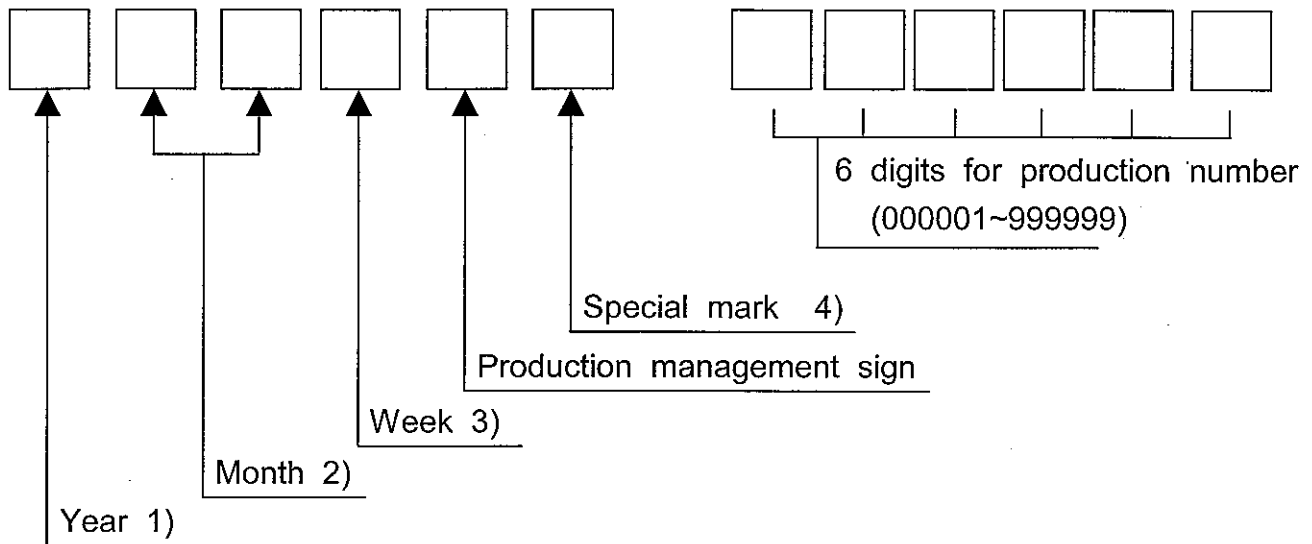 6 digits for production number
(000001~999999)
Special mark 4)
Production management sign
Week 3)
Month 2)
Year 1)